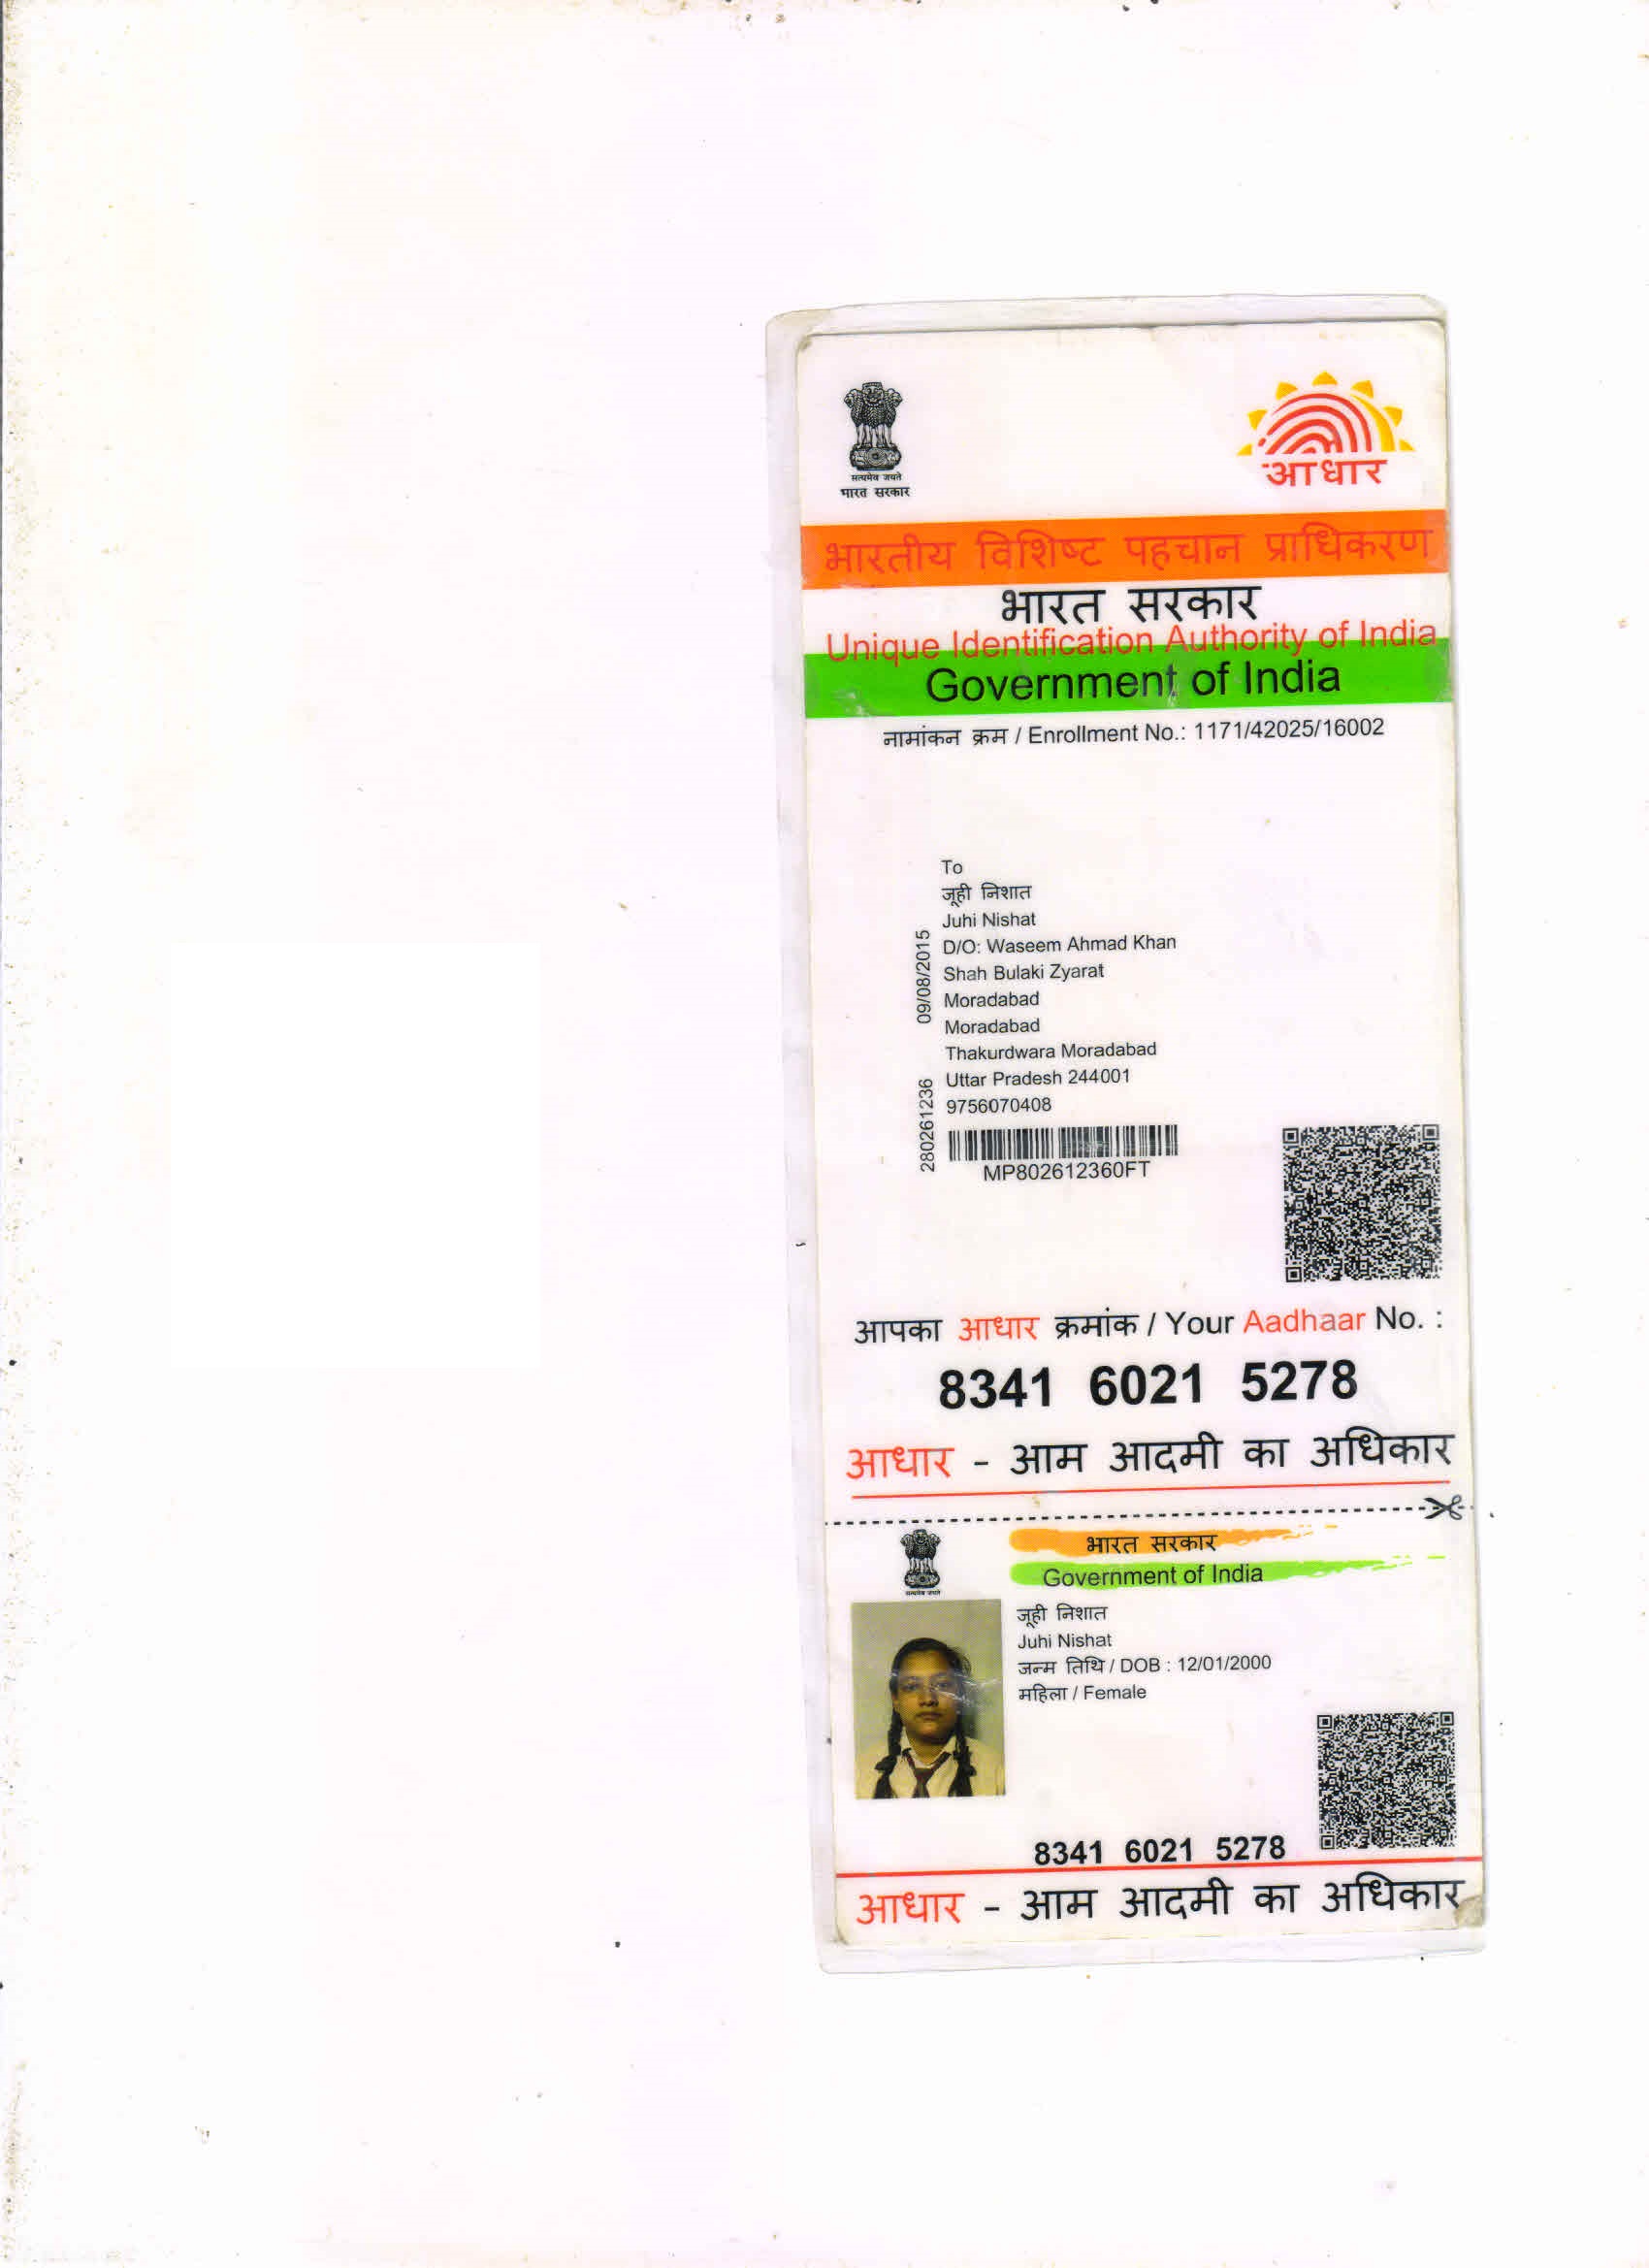 सत्यमेव जयते
भारत सरकार
आधार
भारतीय विशिष्ट पहचान प्राधिकरण
भारत सरकार
Unique Identification Authority of India
Government of India
नामांकन क्रम / Enrollment No.: 1171/42025/16002
To
जूही निशात
Juhi Nishat
D/O: Waseem Ahmad Khan
Shah Bulaki Zyarat
Moradabad
Moradabad
Thakurdwara Moradabad
Uttar Pradesh 244001
9756070408
09/08/2015
280261236
MP802612360FT
आपका आधार क्रमांक / Your Aadhaar No. :
8341 6021 5278
आधार - आम आदमी का अधिकार
सत्यमेव जयते
भारत सरकार
Government of India
जूही निशात
Juhi Nishat
जन्म तिथि / DOB : 12/01/2000
महिला / Female
8341 6021 5278
आधार - आम आदमी का अधिकार